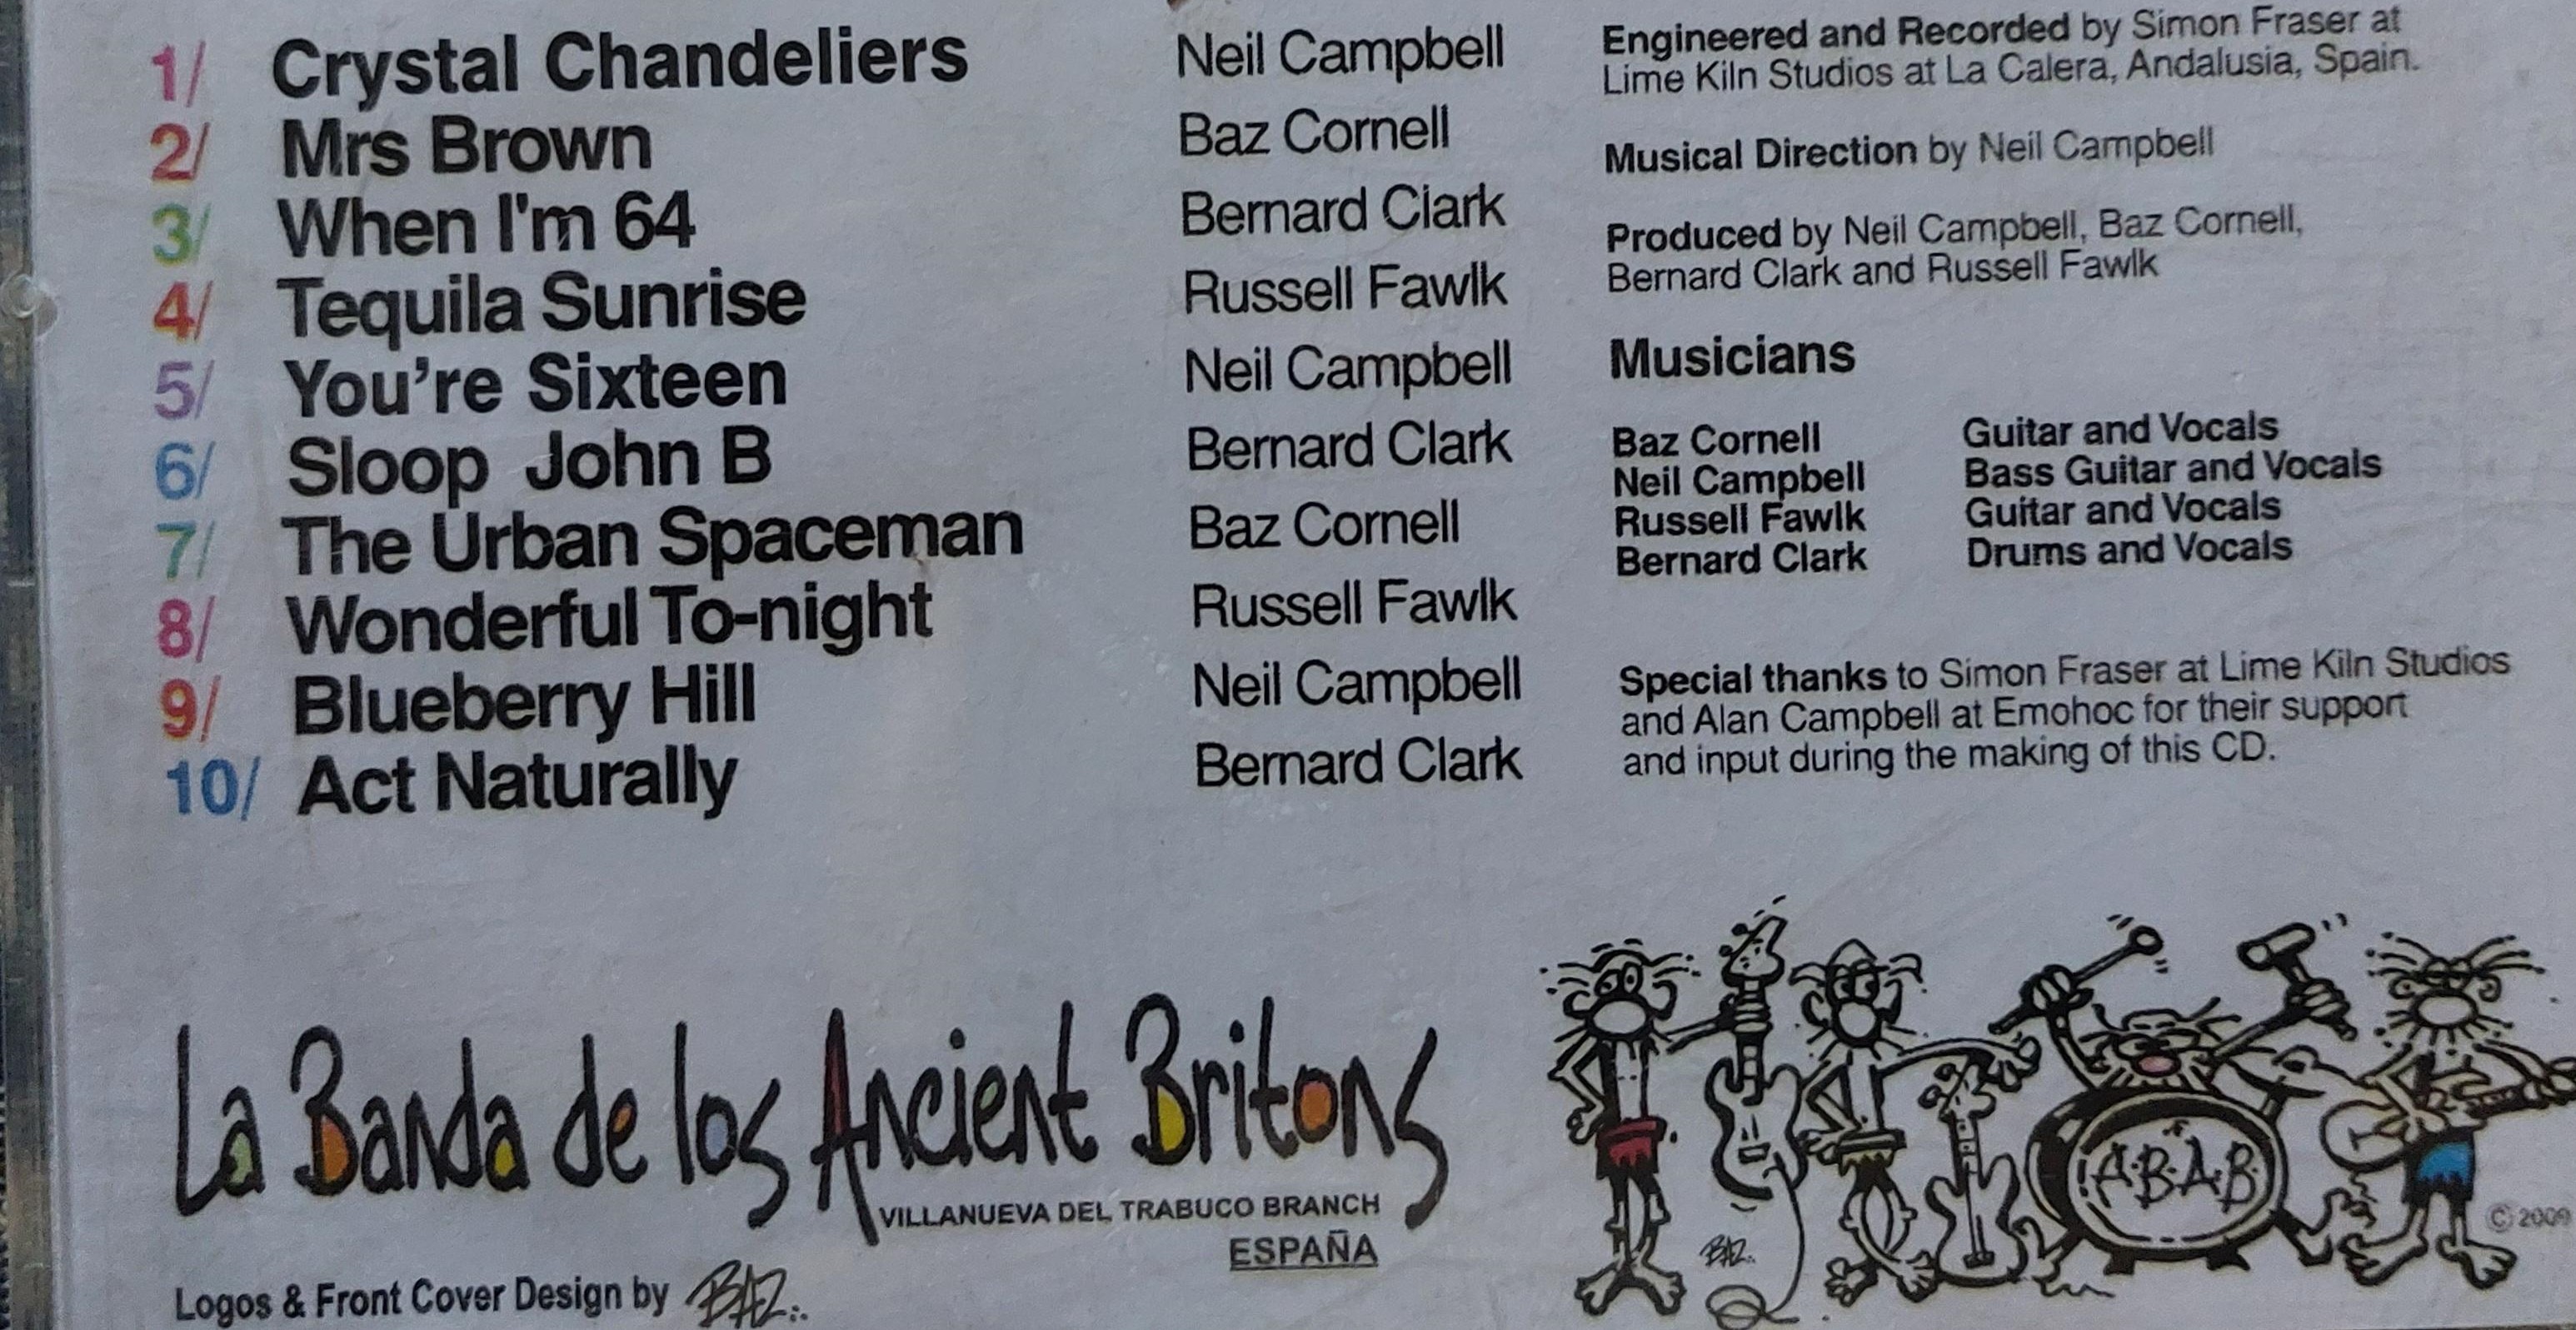 1/ Crystal Chandeliers Neil Campbell
2/ Mrs Brown Baz Cornell
3/ When I'm 64 Bernard Clark
4/ Tequila Sunrise Russell Fawlk
5/ You’re Sixteen Neil Campbell
6/ Sloop John B Bernard Clark
7/ The Urban Spaceman Baz Cornell
8/ Wonderful To-night Russell Fawlk
9/ Blueberry Hill Neil Campbell
10/ Act Naturally Bernard Clark
Engineered and Recorded by Simon Fraser at
Lime Kiln Studios at La Calera, Andalusia, Spain.
Musical Direction by Neil Campbell
Produced by Neil Campbell, Baz Cornell,
Bernard Clark and Russell Fawlk
Musicians
Baz Cornell Guitar and Vocals
Neil Campbell Bass Guitar and Vocals
Russell Fawlk Guitar and Vocals
Bernard Clark Drums and Vocals
Special thanks to Simon Fraser at Lime Kiln Studios
and Alan Campbell at Emohoc for their support
and input during the making of this CD.
La Banda de los Ancient Britons
VILLANUEVA DEL TRABUCO BRANCH
ESPAÑA
Logos & Front Cover Design by BAZ..
BAZ..
A.B.A.B
© 2009